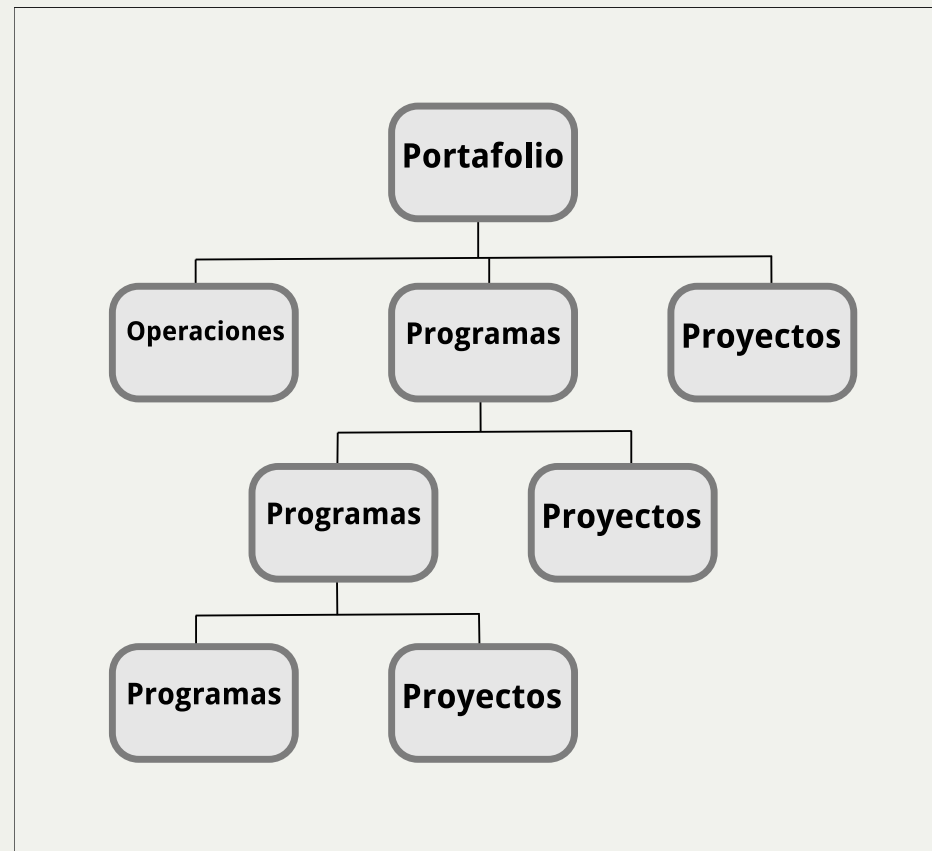 Portafolio
Operaciones
Programas
Proyectos
Programas
Proyectos
Programas
Proyectos